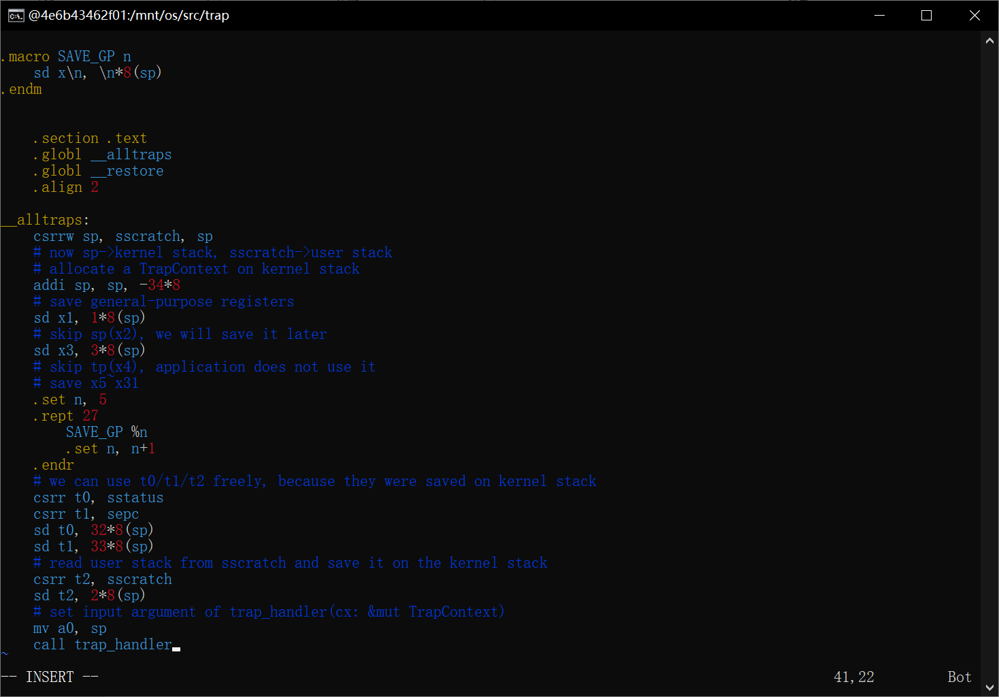 @4e6b43462f01:/mnt/os/src/trap
.macro SAVE_GP n
    sd x\n, \n*8(sp)
.endm
    .section .text
    .globl __alltraps
    .globl __restore
    .align 2
__alltraps:
    csrrw sp, sscratch, sp
    # now sp->kernel stack, sscratch->user stack
    # allocate a TrapContext on kernel stack
    addi sp, sp, -34*8
    # save general-purpose registers
    sd x1, 1*8(sp)
    # skip sp(x2), we will save it later
    sd x3, 3*8(sp)
    # skip tp(x4), application does not use it
    # save x5~x31
    .set n, 5
    .rept 27
        SAVE_GP %n
        .set n, n+1
    .endr
    # we can use t0/t1/t2 freely, because they were saved on kernel stack
    csrr t0, sstatus
    csrr t1, sepc
    sd t0, 32*8(sp)
    sd t1, 33*8(sp)
    # read user stack from sscratch and save it on the kernel stack
    csrr t2, sscratch
    sd t2, 2*8(sp)
    # set input argument of trap_handler(cx: &mut TrapContext)
    mv a0, sp
    call trap_handler
~
-- INSERT -- 41,22 Bot